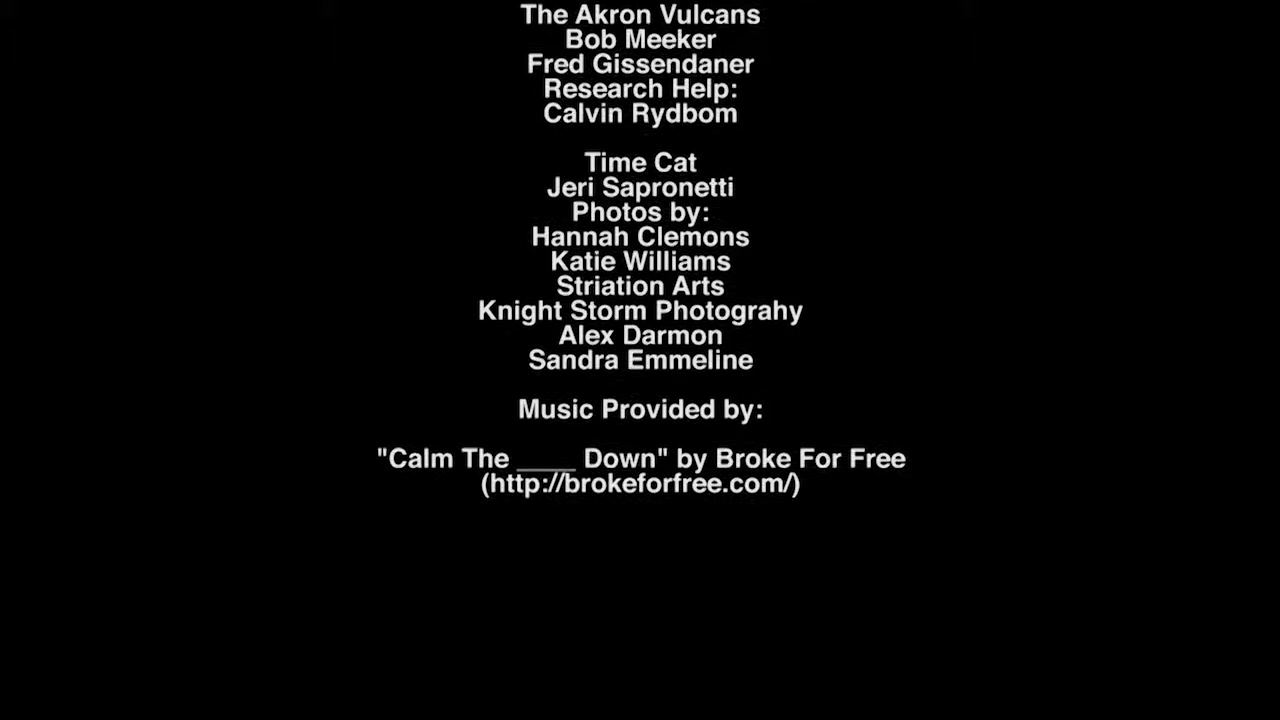 The Akron Vulcans
Bob Meeker
Fred Gissendaner
Research Help:
Calvin Rydbom
Time Cat
Jeri Sapronetti
Photos by:
Hannah Clemons
Katie Williams
Striation Arts
Knight Storm Photograhy
Alex Darmon
Sandra Emmeline
Music Provided by:
"Calm The ____ Down" by Broke For Free
(http://brokeforfree.com/)